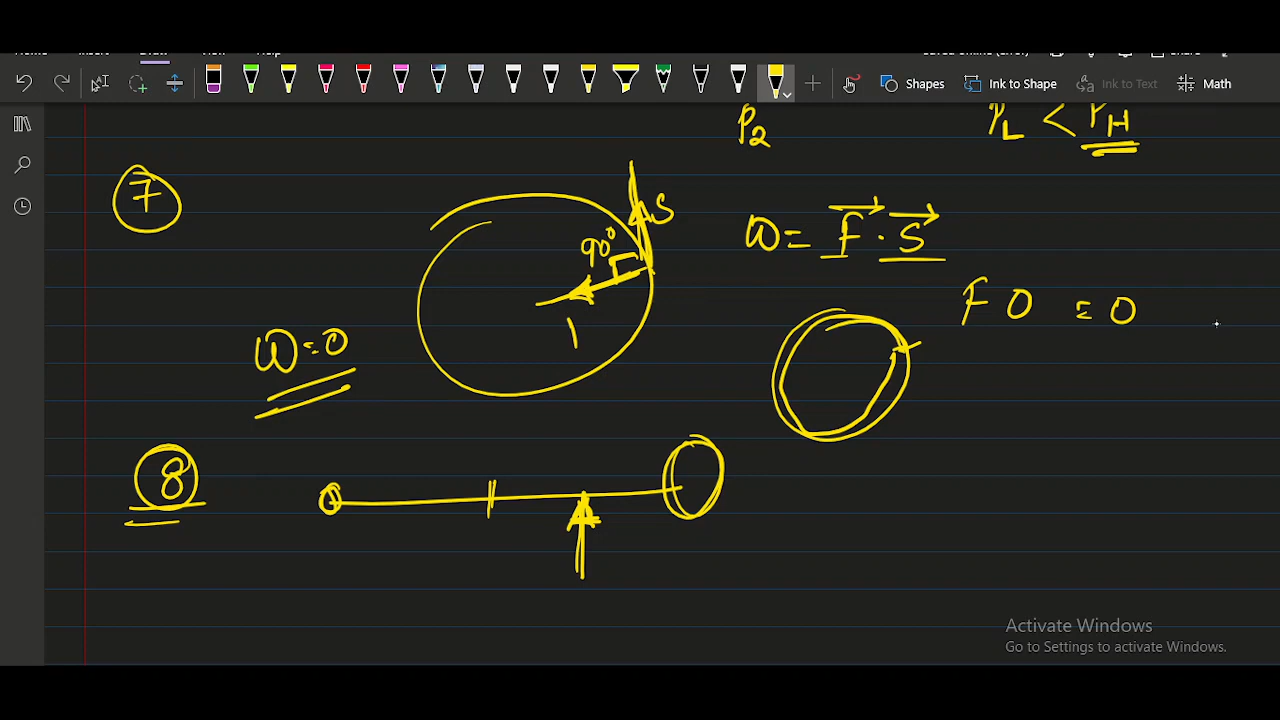 Ink to Shape
Shapes
Ink to Text
Math
P2
PL < PH
7
S
90°
W = F · S
F 0 = 0
W = 0
8
Activate Windows
Go to Settings to activate Windows.